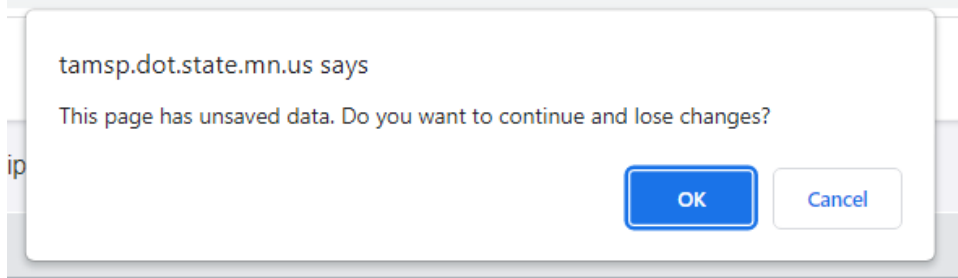 tamsp.dot.state.mn.us says
This page has unsaved data. Do you want to continue and lose changes?
ip
OK Cancel